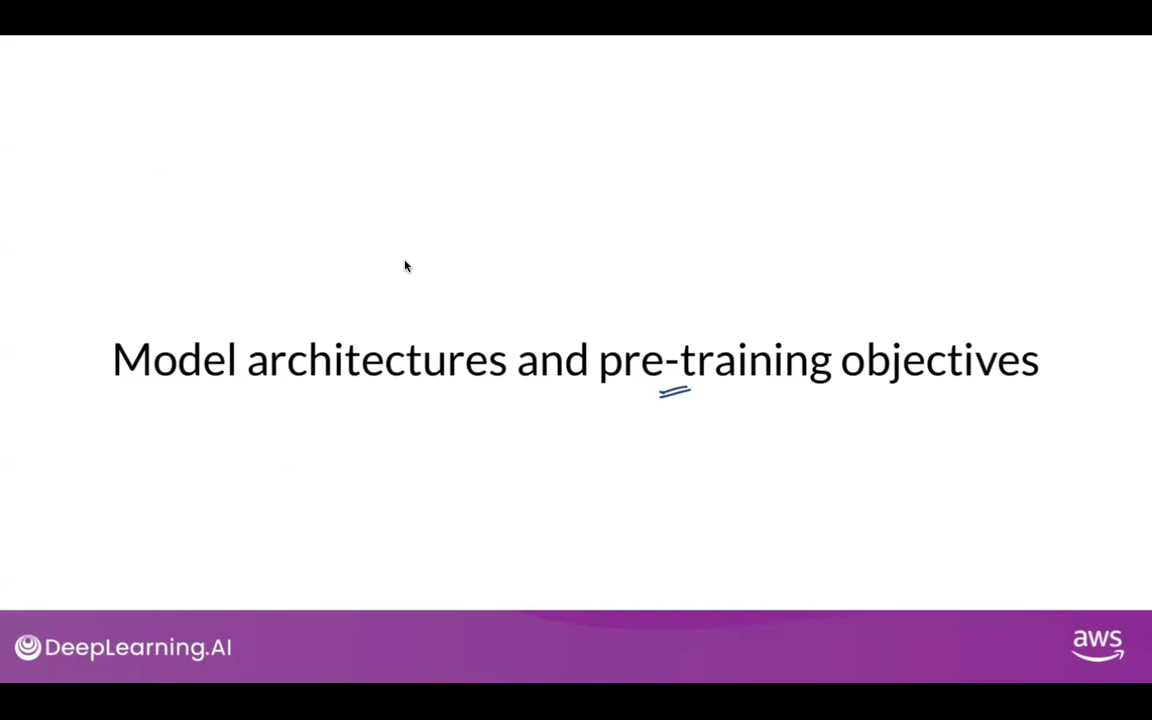 Model architectures and pre-training objectives
DeepLearning.AI
aws